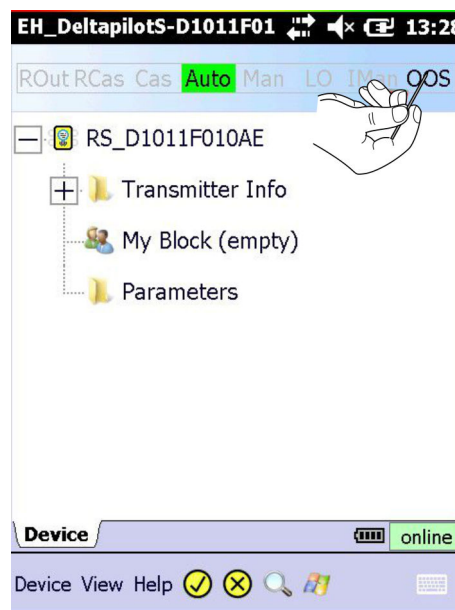 EH_DeltapilotS-D1011F01 13:28
ROut RCas Cas Auto Man LO IMan OOS
RS_D1011F010AE
Transmitter Info
My Block (empty)
Parameters
Device online
Device View Help